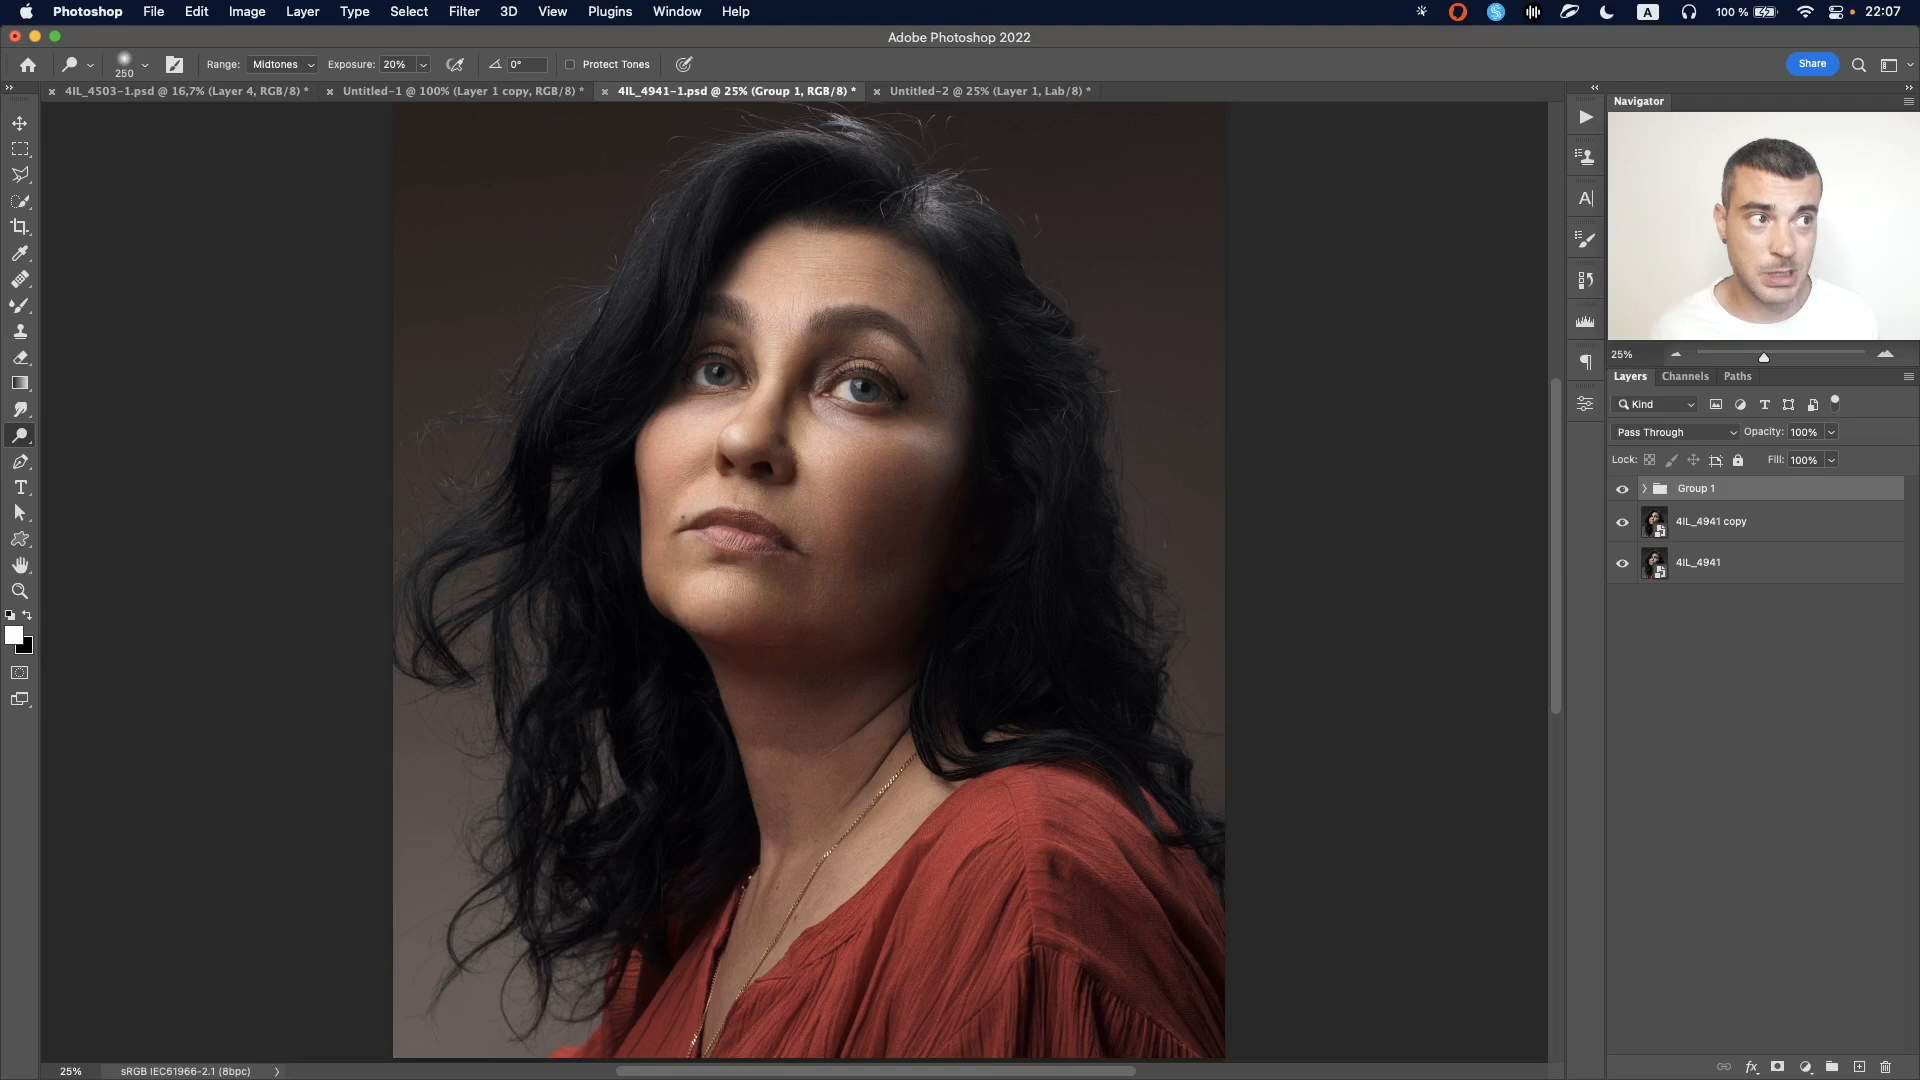 Photoshop File Edit Image Layer Type Select Filter 3D View Plugins Window Help A 100 % 22:07
Adobe Photoshop 2022
250 Range: Midtones Exposure: 20% 0° Protect Tones Share
4IL_4503-1.psd @ 16,7% (Layer 4, RGB/8) * Untitled-1 @ 100% (Layer 1 copy, RGB/8) * 4IL_4941-1.psd @ 25% (Group 1, RGB/8) * Untitled-2 @ 25% (Layer 1, Lab/8) *
Navigator
25%
Layers Channels Paths
Kind
Pass Through Opacity: 100%
Lock: Fill: 100%
Group 1
4IL_4941 copy
4IL_4941
25% sRGB IEC61966-2.1 (8bpc)